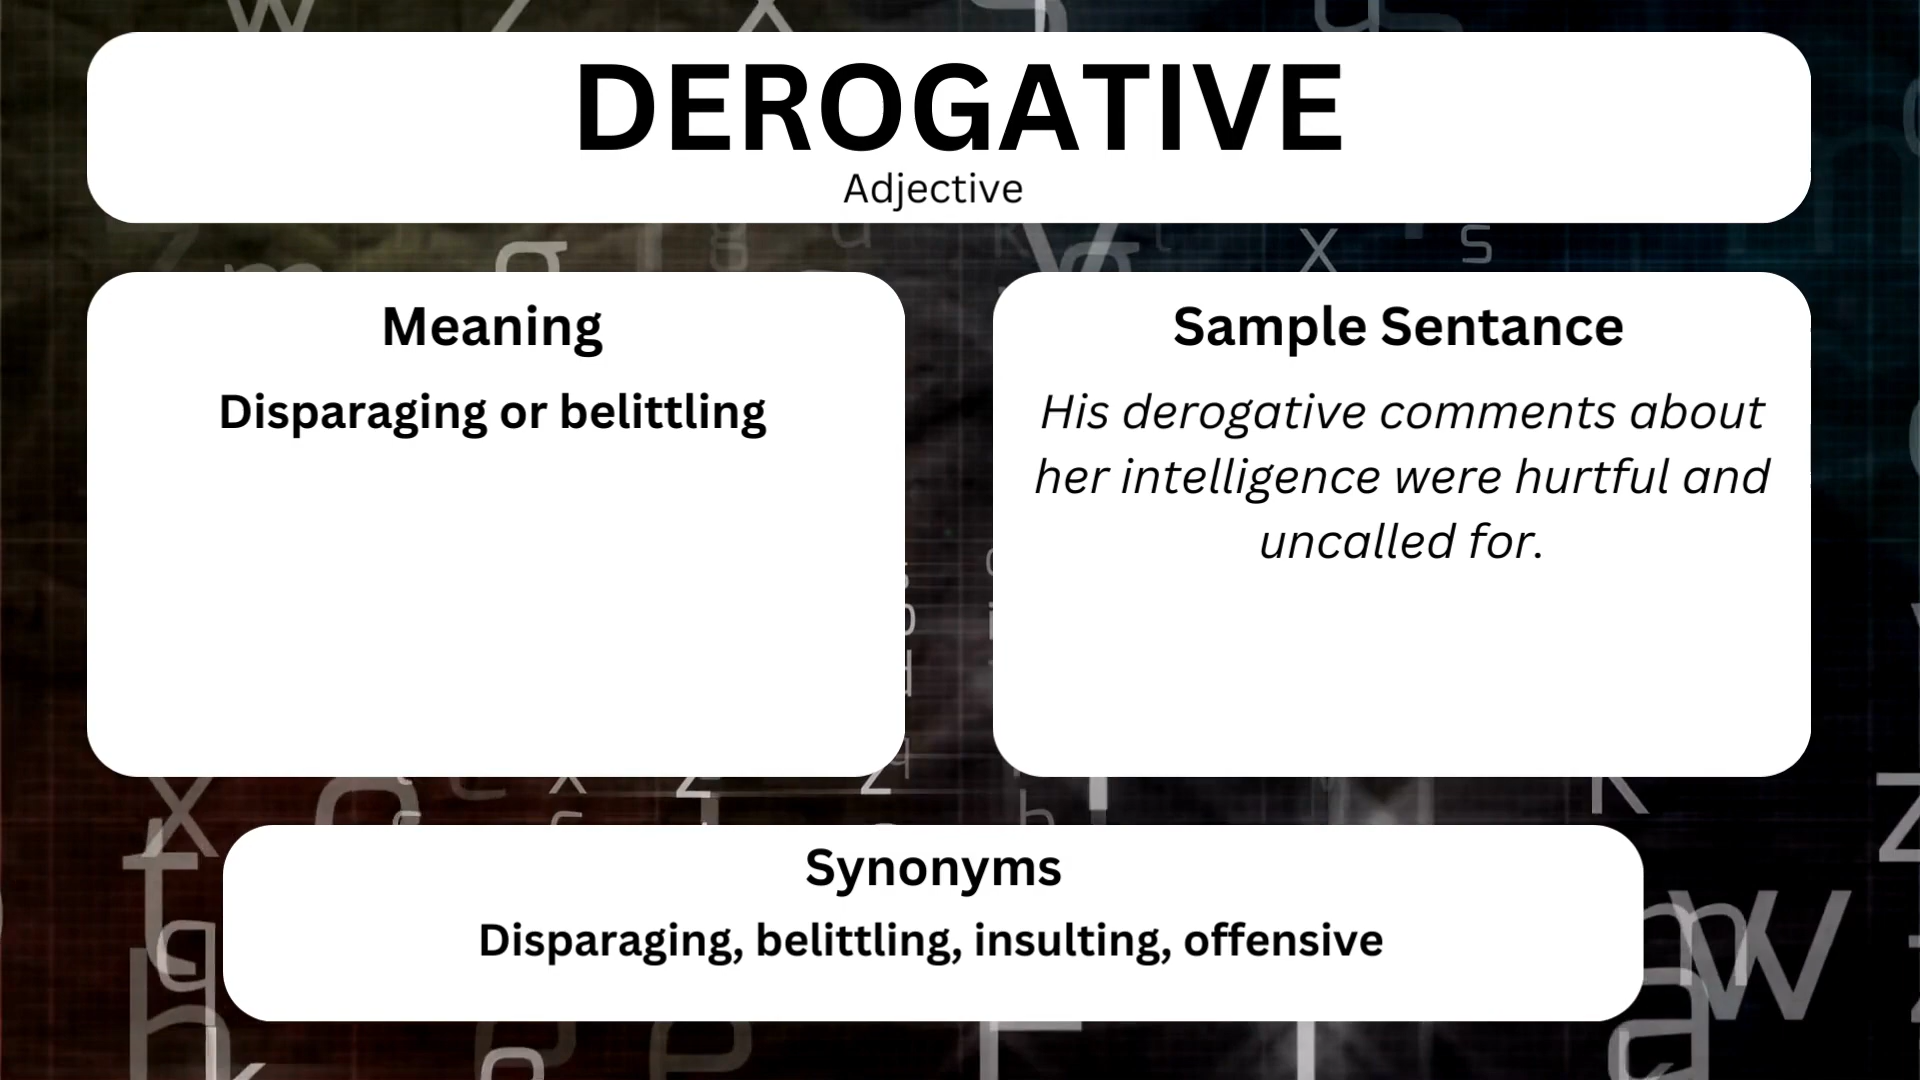 DEROGATIVE
Adjective
Meaning
Disparaging or belittling
Sample Sentance
His derogative comments about
her intelligence were hurtful and
uncalled for.
Synonyms
Disparaging, belittling, insulting, offensive